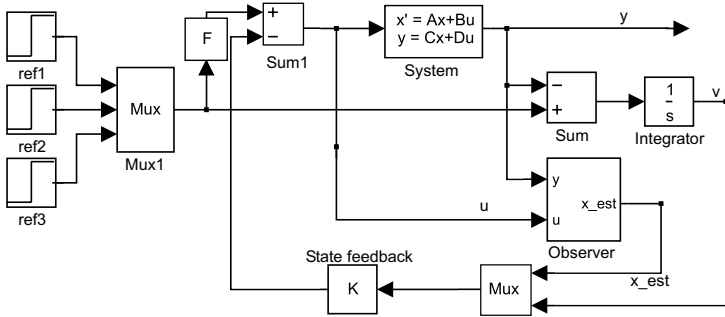 ref1
ref2
ref3
Mux
Mux1
F
+
−
Sum1
x' = Ax+Bu
y = Cx+Du
System
y
−
+
Sum
1
s
Integrator
v
y
u
x_est
Observer
u
x_est
State feedback
K
Mux